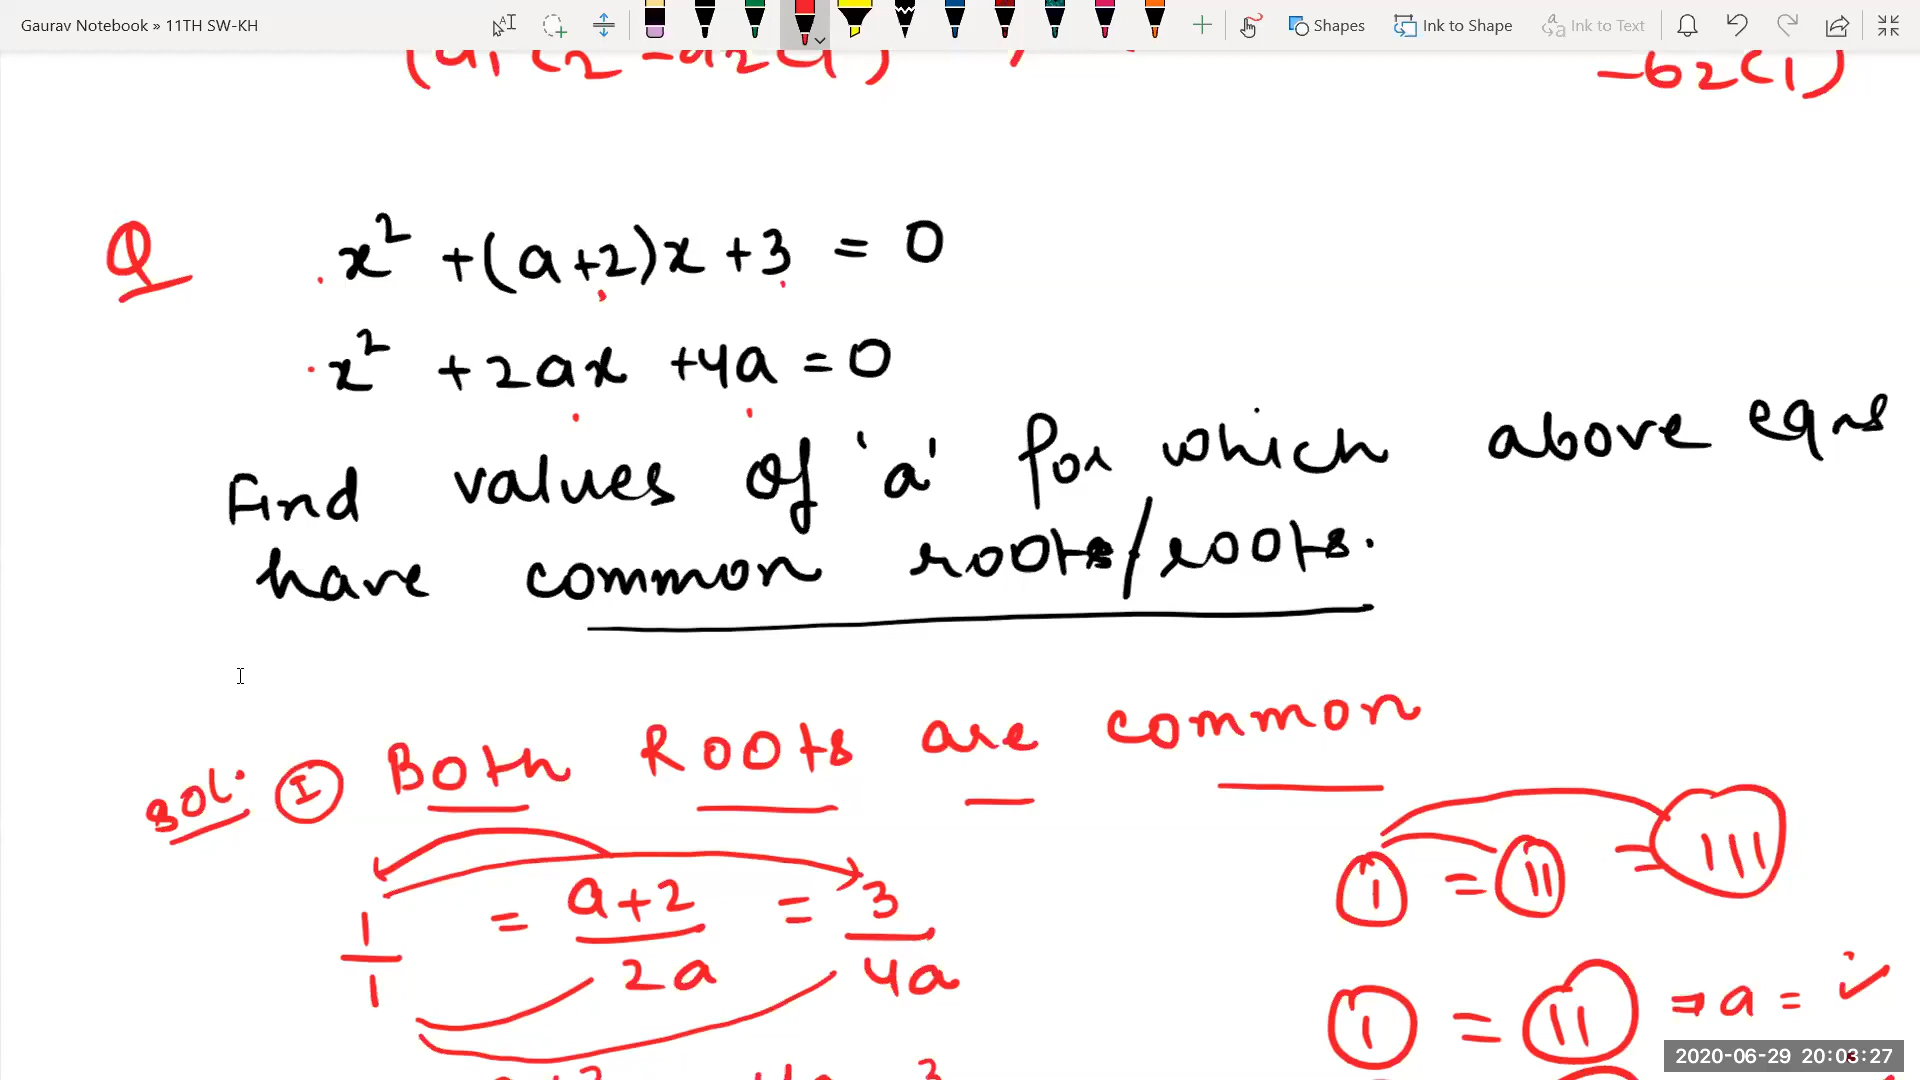 Gaurav Notebook » 11TH SW-KH
Shapes Ink to Shape Ink to Text
-b2c1)
Q x² +(a+2)x +3 = 0
x² +2ax +4a = 0
Find values of 'a' for which above eqns
have common roots/roots.
Sol: I Both Roots are common
1/1 = a+2/2a = 3/4a
I = II = III
I = II ⇒ a = ✓
2020-06-29 20:03:27